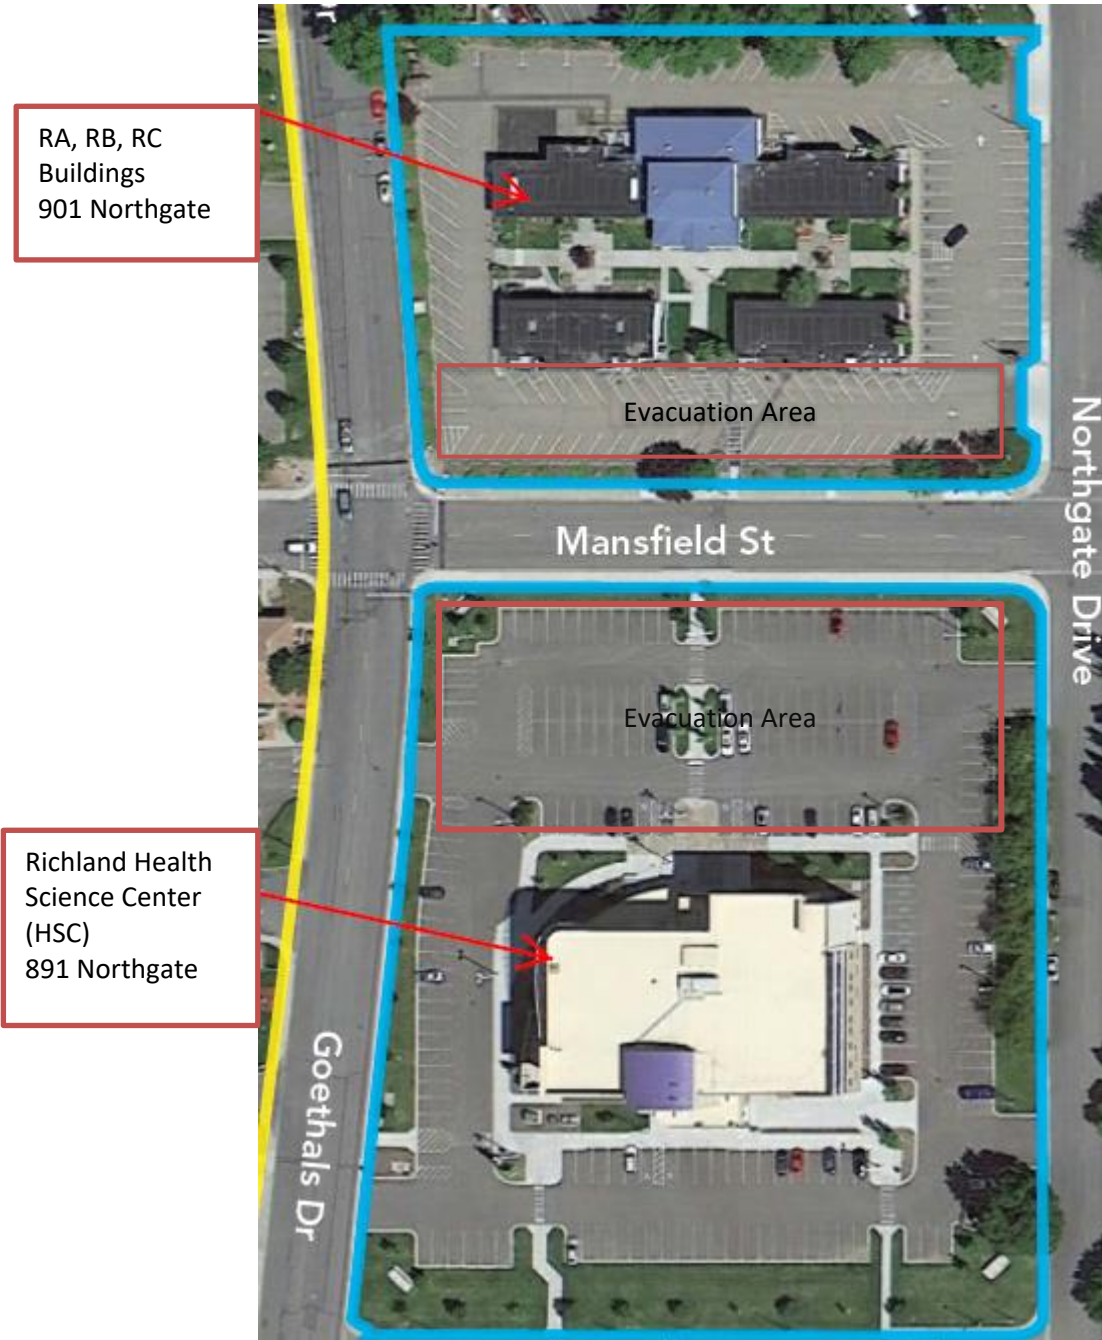 RA, RB, RC
Buildings
901 Northgate
Evacuation Area
Mansfield St
Northgate Drive
Evacuation Area
Richland Health
Science Center
(HSC)
891 Northgate
Goethals Dr